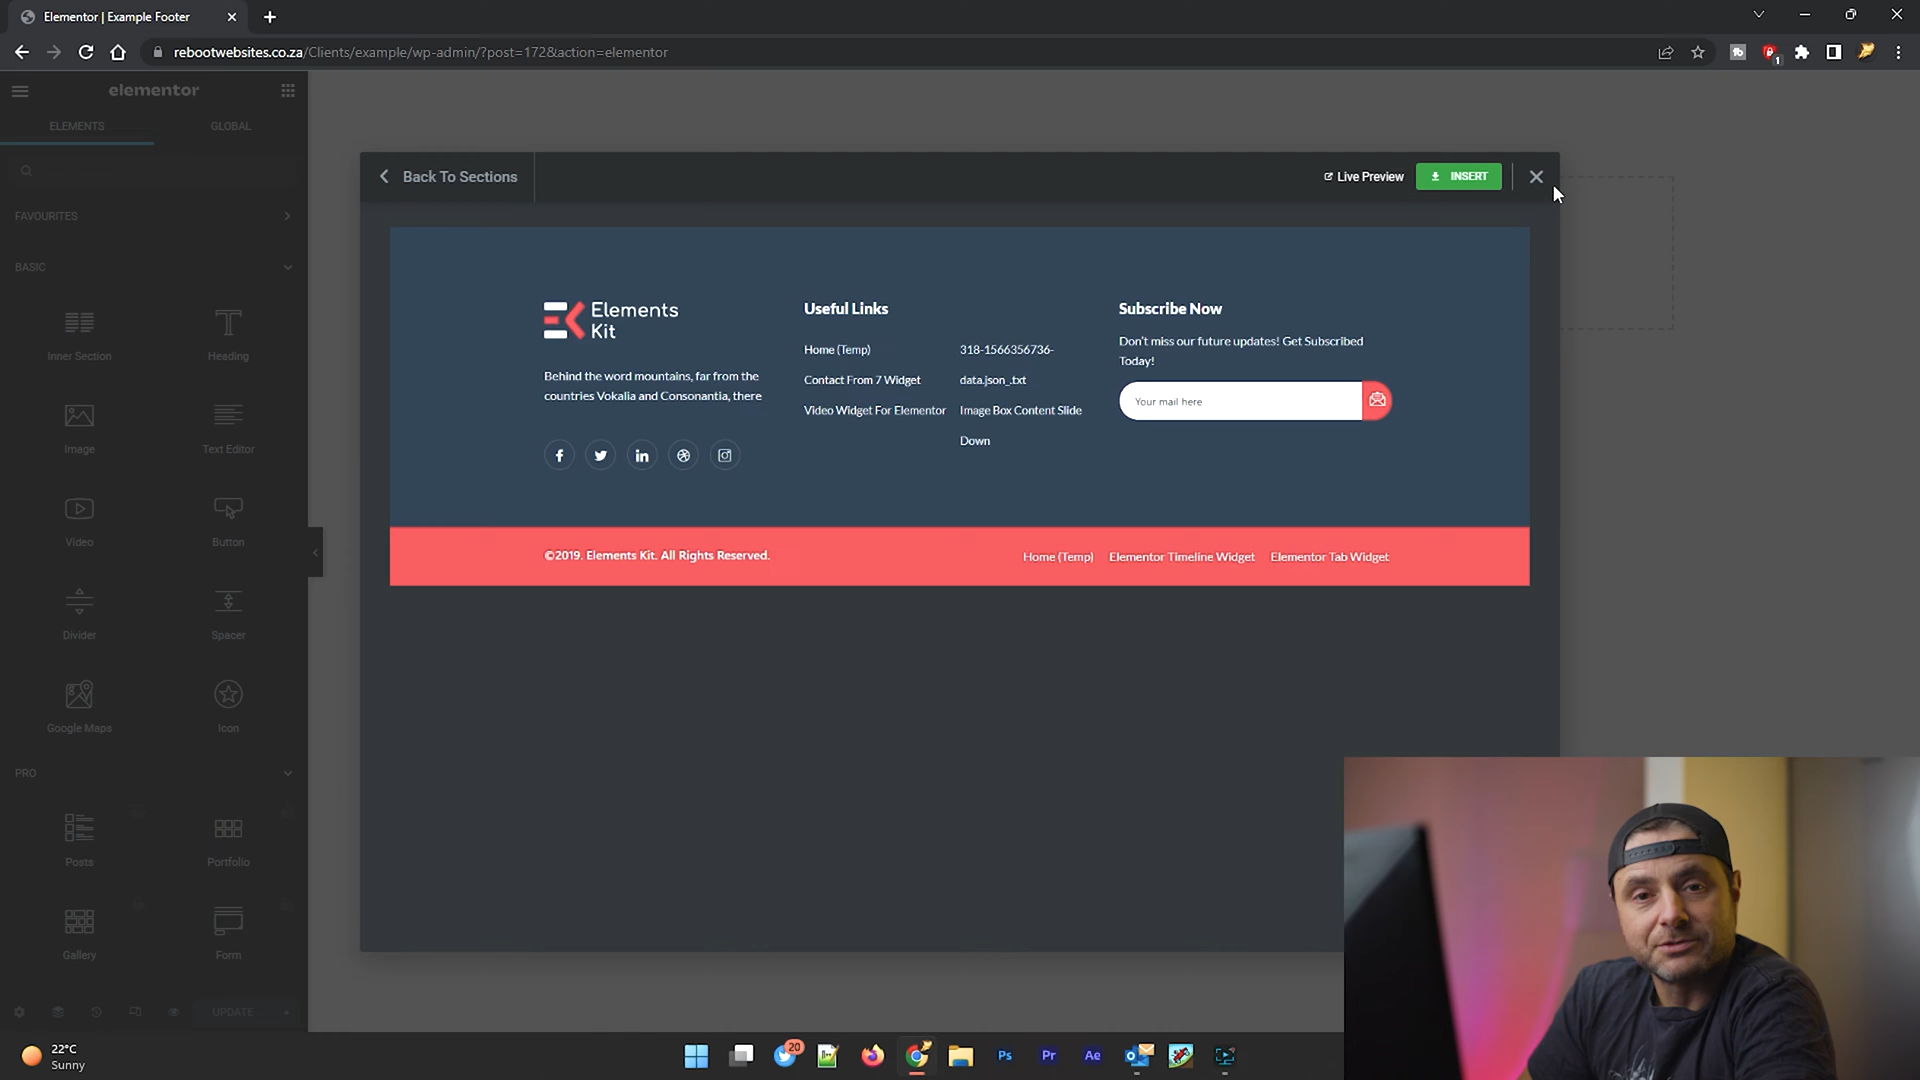 Elementor | Example Footer
rebootwebsites.co.za/Clients/example/wp-admin/?post=172&action=elementor
1
elementor
ELEMENTS
GLOBAL
FAVOURITES
BASIC
Inner Section
Heading
Image
Text Editor
Video
Button
Divider
Spacer
Google Maps
Icon
PRO
Posts
Portfolio
Gallery
Form
UPDATE
Back To Sections
Live Preview
INSERT
Elements
Kit
Behind the word mountains, far from the
countries Vokalia and Consonantia, there
Useful Links
Home (Temp)
Contact From 7 Widget
Video Widget For Elementor
318-1566356736-
data.json_.txt
Image Box Content Slide
Down
Subscribe Now
Don't miss our future updates! Get Subscribed
Today!
Your mail here
©2019. Elements Kit. All Rights Reserved.
Home (Temp)
Elementor Timeline Widget
Elementor Tab Widget
22°C
Sunny
20
Ps
Pr
Ae